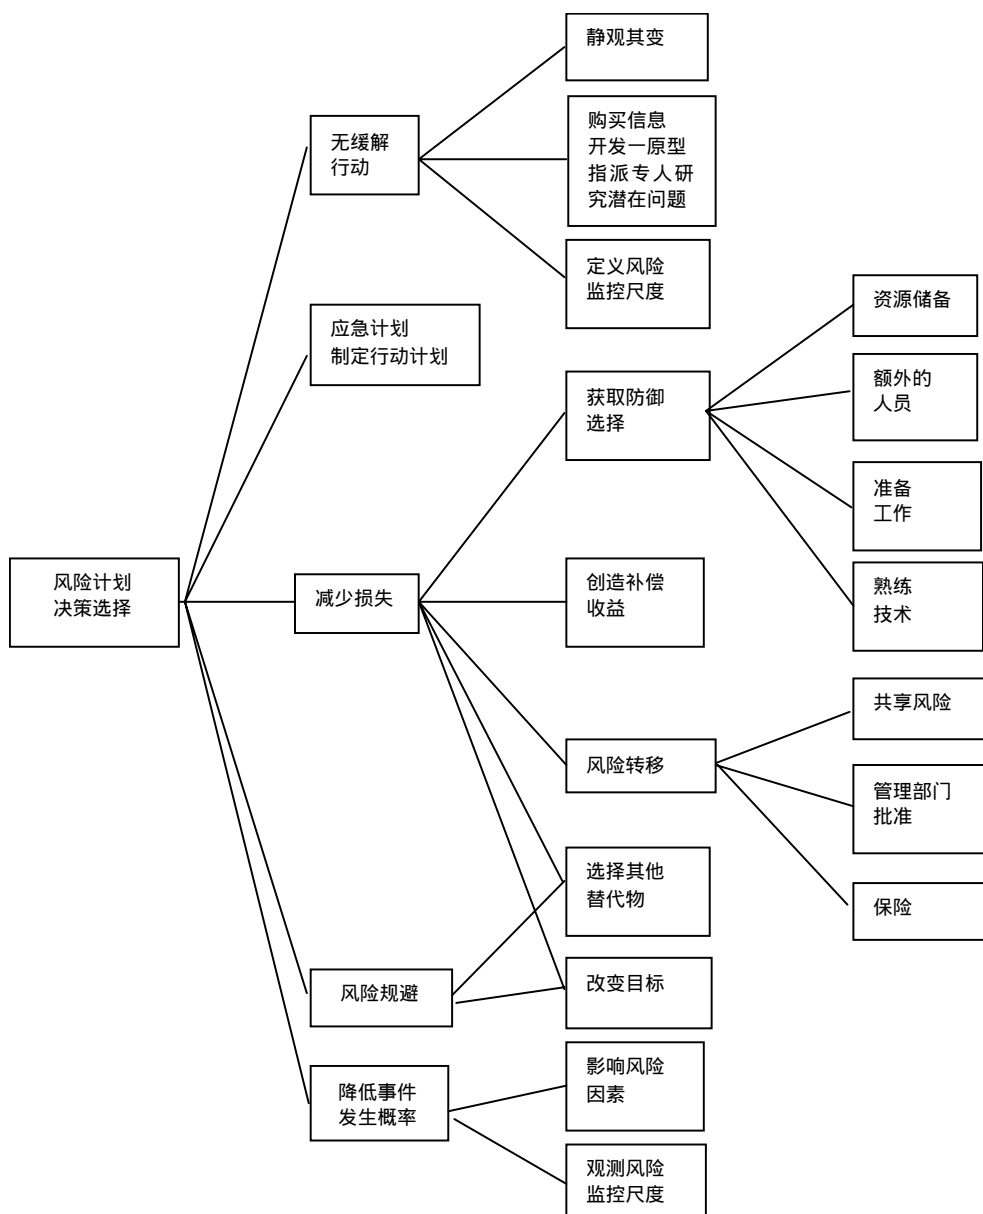 静观其变
购买信息
开发一原型
指派专人研
究潜在问题
无缓解
行动
定义风险
监控尺度
资源储备
应急计划
制定行动计划
额外的
人员
获取防御
选择
准备
工作
风险计划
决策选择
减少损失
创造补偿
收益
熟练
技术
共享风险
风险转移
管理部门
批准
选择其他
替代物
保险
风险规避
改变目标
影响风险
因素
降低事件
发生概率
观测风险
监控尺度